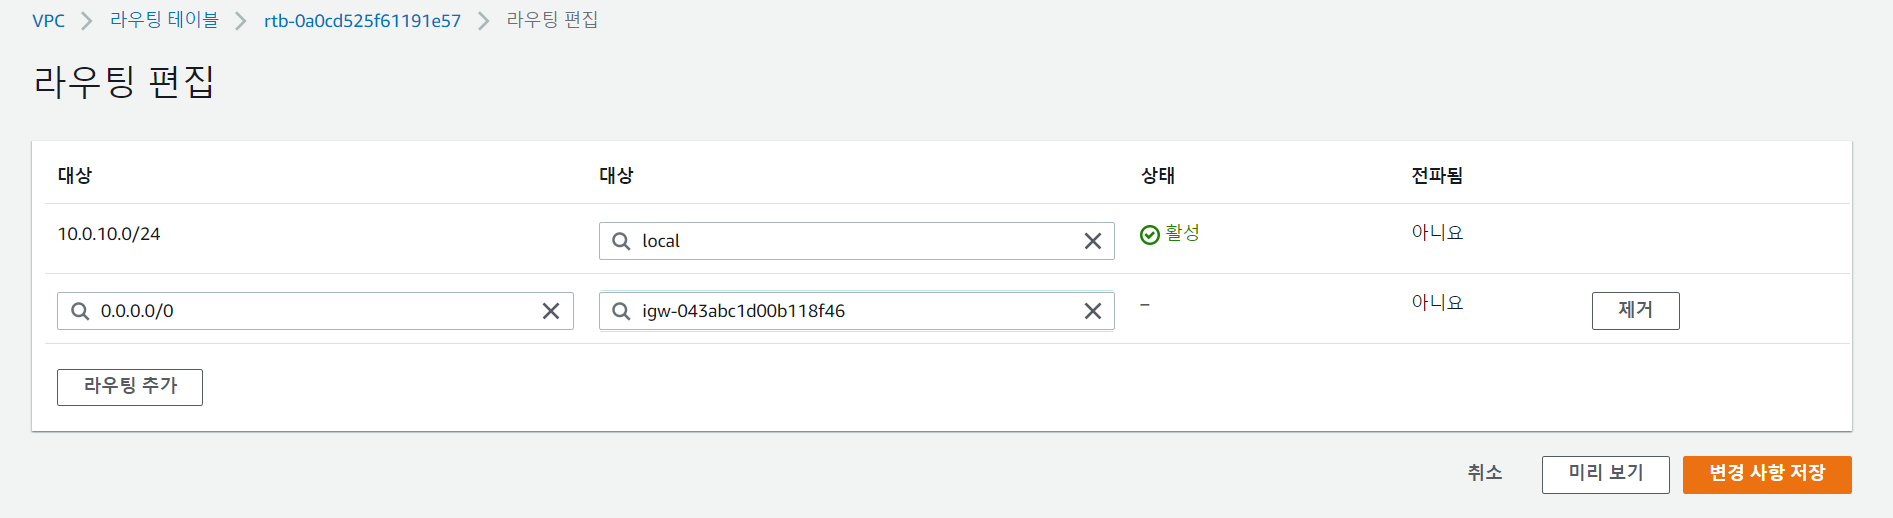 VPC > 라우팅 테이블 > rtb-0a0cd525f61191e57 > 라우팅 편집
라우팅 편집
대상 대상 상태 전파됨
10.0.10.0/24 local 활성 아니요
0.0.0.0/0 igw-043abc1d00b118f46 – 아니요 제거
라우팅 추가
취소 미리 보기 변경 사항 저장